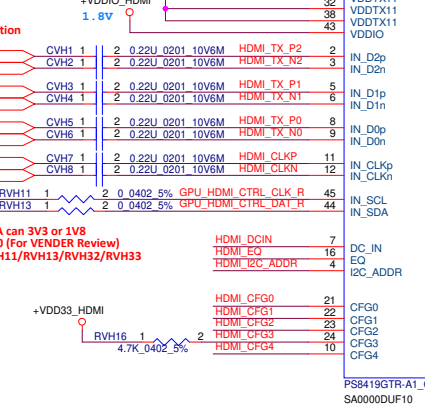 +VDDIO_HDMI
1.8V
32 VDDTX11
38 VDDTX11
43 VDDIO
tion
CVH1 1 2 0.22U_0201_10V6M HDMI_TX_P2 2 IN_D2p
CVH2 1 2 0.22U_0201_10V6M HDMI_TX_N2 3 IN_D2n
CVH3 1 2 0.22U_0201_10V6M HDMI_TX_P1 5 IN_D1p
CVH4 1 2 0.22U_0201_10V6M HDMI_TX_N1 6 IN_D1n
CVH5 1 2 0.22U_0201_10V6M HDMI_TX_P0 8 IN_D0p
CVH6 1 2 0.22U_0201_10V6M HDMI_TX_N0 9 IN_D0n
CVH7 1 2 0.22U_0201_10V6M HDMI_CLKP 11 IN_CLKp
CVH8 1 2 0.22U_0201_10V6M HDMI_CLKN 12 IN_CLKn
RVH11 1 2 0_0402_5% GPU_HDMI_CTRL_CLK_R 45 IN_SCL
RVH13 1 2 0_0402_5% GPU_HDMI_CTRL_DAT_R 44 IN_SDA
A can 3V3 or 1V8
0 (For VENDER Review)
H11/RVH13/RVH32/RVH33
HDMI_DCIN 7 DC_IN
HDMI_EQ 16 EQ
HDMI_I2C_ADDR 4 I2C_ADDR
+VDD33_HDMI
HDMI_CFG0 21 CFG0
HDMI_CFG1 22 CFG1
HDMI_CFG2 23 CFG2
RVH16 1 2 HDMI_CFG3 24 CFG3
4.7K_0402_5% HDMI_CFG4 10 CFG4
PS8419GTR-A1_
SA0000DUF10